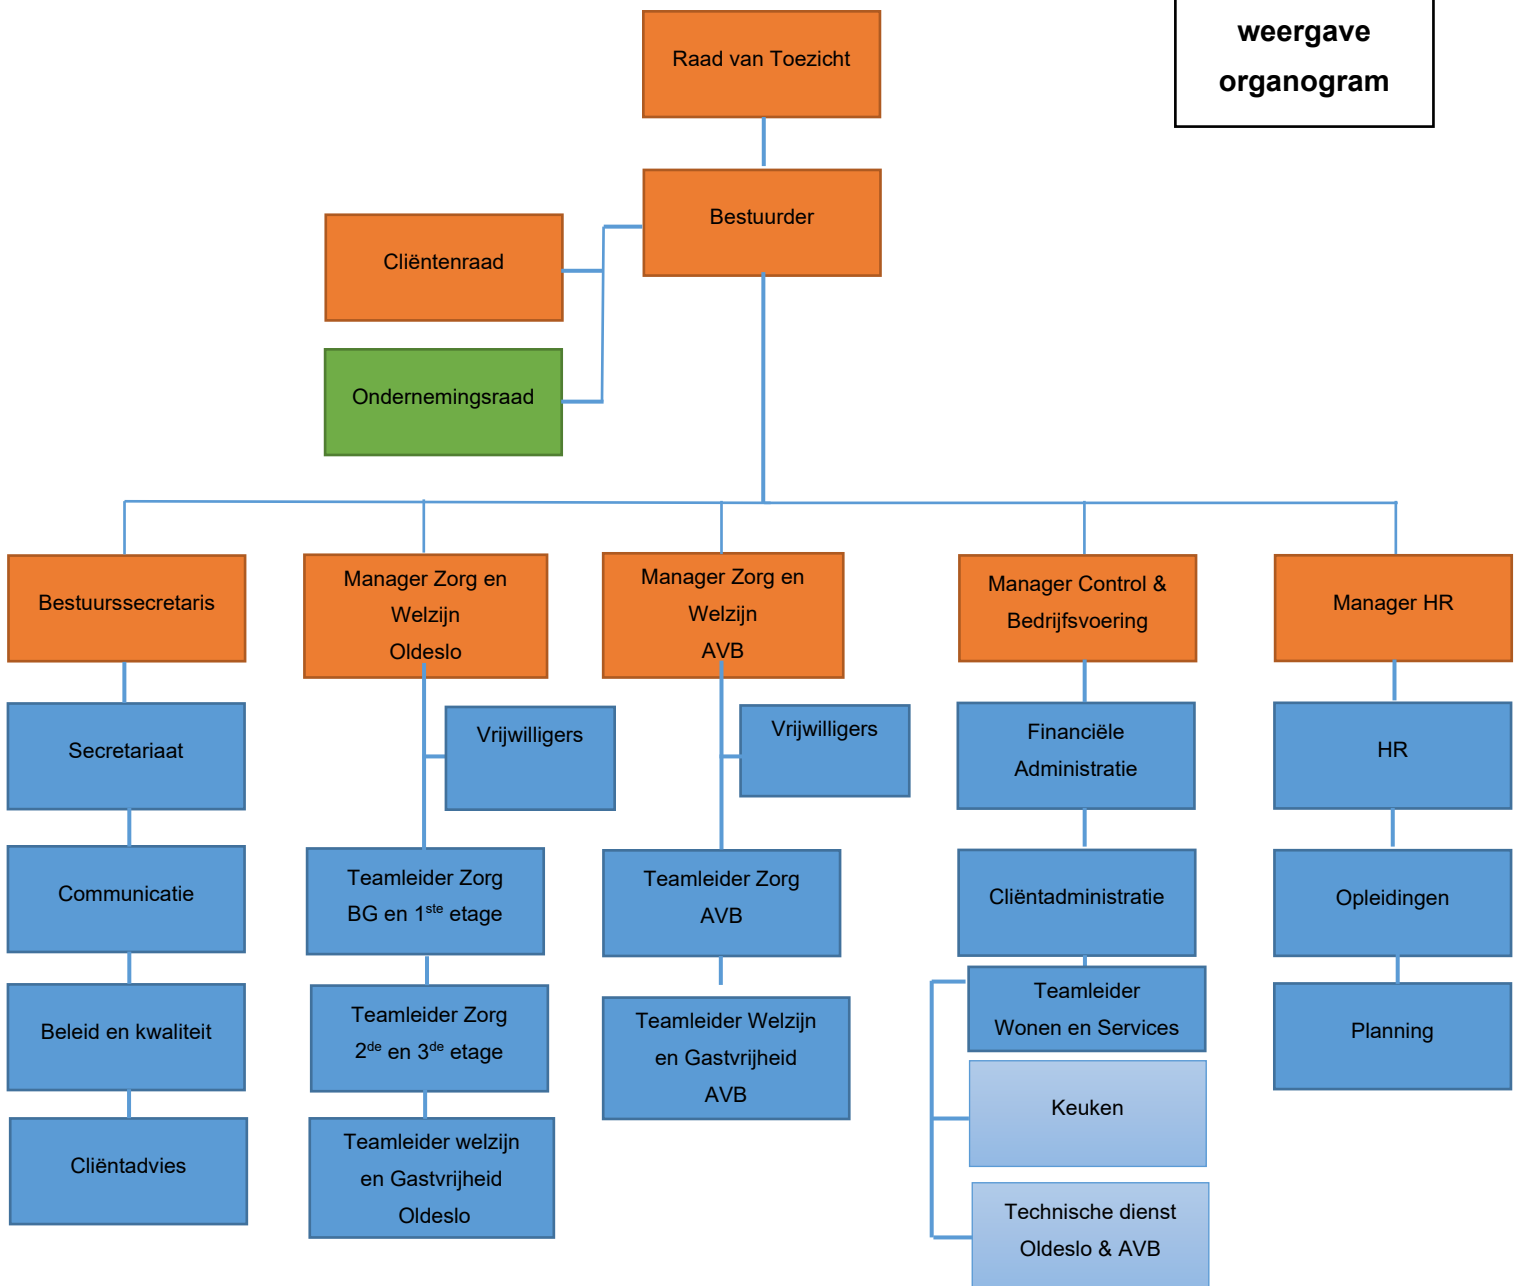 weergave
organogram
Raad van Toezicht
Bestuurder
Cliëntenraad
Ondernemingsraad
Bestuurssecretaris
Secretariaat
Communicatie
Beleid en kwaliteit
Cliëntadvies
Manager Zorg en
Welzijn
Oldeslo
Vrijwilligers
Teamleider Zorg
BG en 1ste etage
Teamleider Zorg
2de en 3de etage
Teamleider welzijn
en Gastvrijheid
Oldeslo
Manager Zorg en
Welzijn
AVB
Vrijwilligers
Teamleider Zorg
AVB
Teamleider Welzijn
en Gastvrijheid
AVB
Manager Control &
Bedrijfsvoering
Financiële
Administratie
Cliëntadministratie
Teamleider
Wonen en Services
Keuken
Technische dienst
Oldeslo & AVB
Manager HR
HR
Opleidingen
Planning